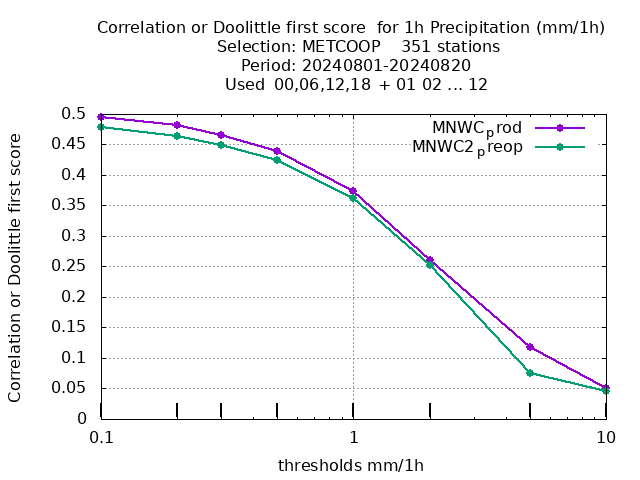 Correlation or Doolittle first score  for 1h Precipitation (mm/1h)
Selection: METCOOP    351 stations
Period: 20240801-20240820
Used  00,06,12,18  + 01 02 ... 12
Correlation or Doolittle first score
0.5
0.45
0.4
0.35
0.3
0.25
0.2
0.15
0.1
0.05
0
MNWCprod
MNWC2preop
0.1
1
10
thresholds mm/1h